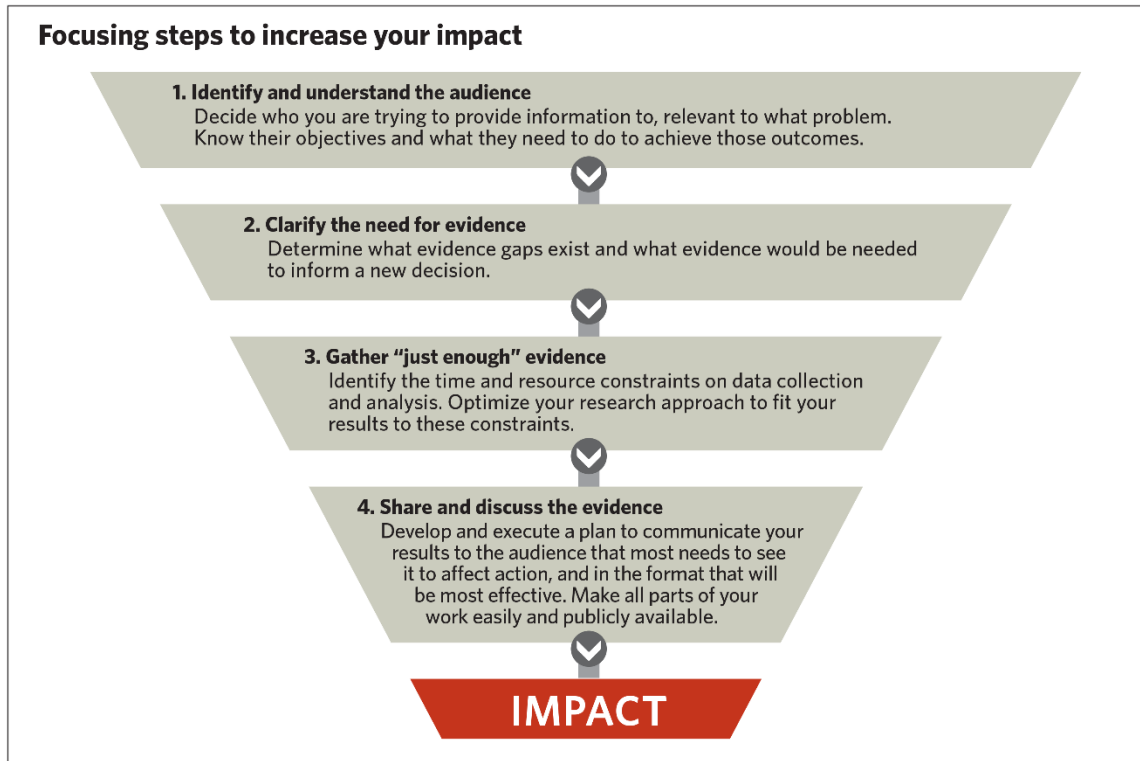 Focusing steps to increase your impact
1. Identify and understand the audience
Decide who you are trying to provide information to, relevant to what problem.
Know their objectives and what they need to do to achieve those outcomes.
2. Clarify the need for evidence
Determine what evidence gaps exist and what evidence would be needed
to inform a new decision.
3. Gather “just enough” evidence
Identify the time and resource constraints on data collection
and analysis. Optimize your research approach to fit your
results to these constraints.
4. Share and discuss the evidence
Develop and execute a plan to communicate your
results to the audience that most needs to see
it to affect action, and in the format that will
be most effective. Make all parts of your
work easily and publicly available.
IMPACT